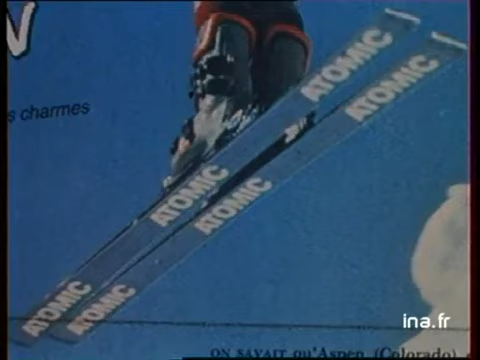 N
s charmes
ATOMIC
ATOMIC
ATOMIC
ATOMIC
ATOMIC
ATOMIC
ina.fr
ON SAVAIT qu'Aspen (Colorado)